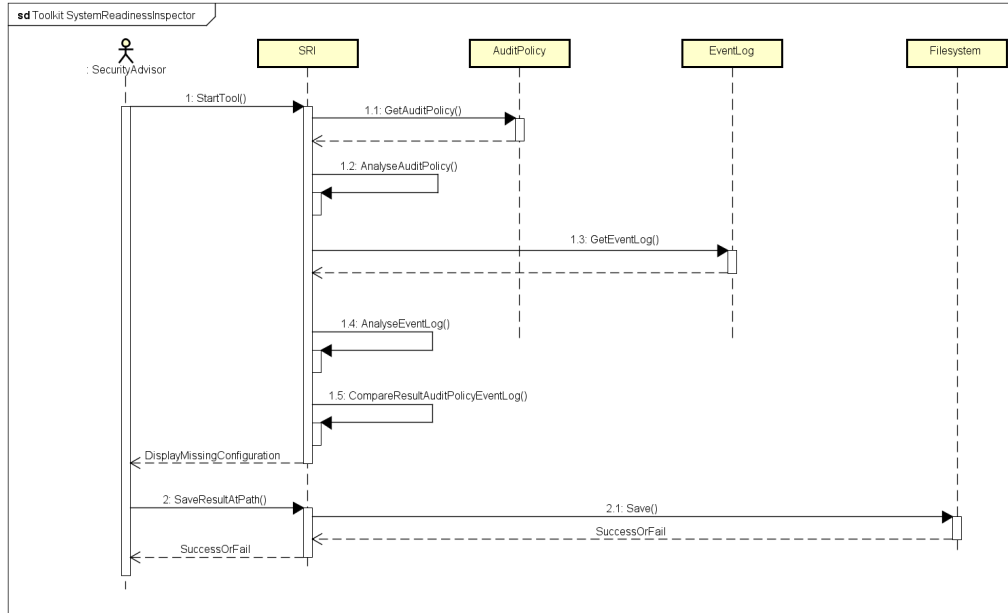 sd Toolkit SystemReadinessInspector
SRI
AuditPolicy
EventLog
Filesystem
: SecurityAdvisor
1: StartTool()
1.1: GetAuditPolicy()
1.2: AnalyseAuditPolicy()
1.3: GetEventLog()
1.4: AnalyseEventLog()
1.5: CompareResultAuditPolicyEventLog()
DisplayMissingConfiguration
2: SaveResultAtPath()
2.1: Save()
SuccessOrFail
SuccessOrFail